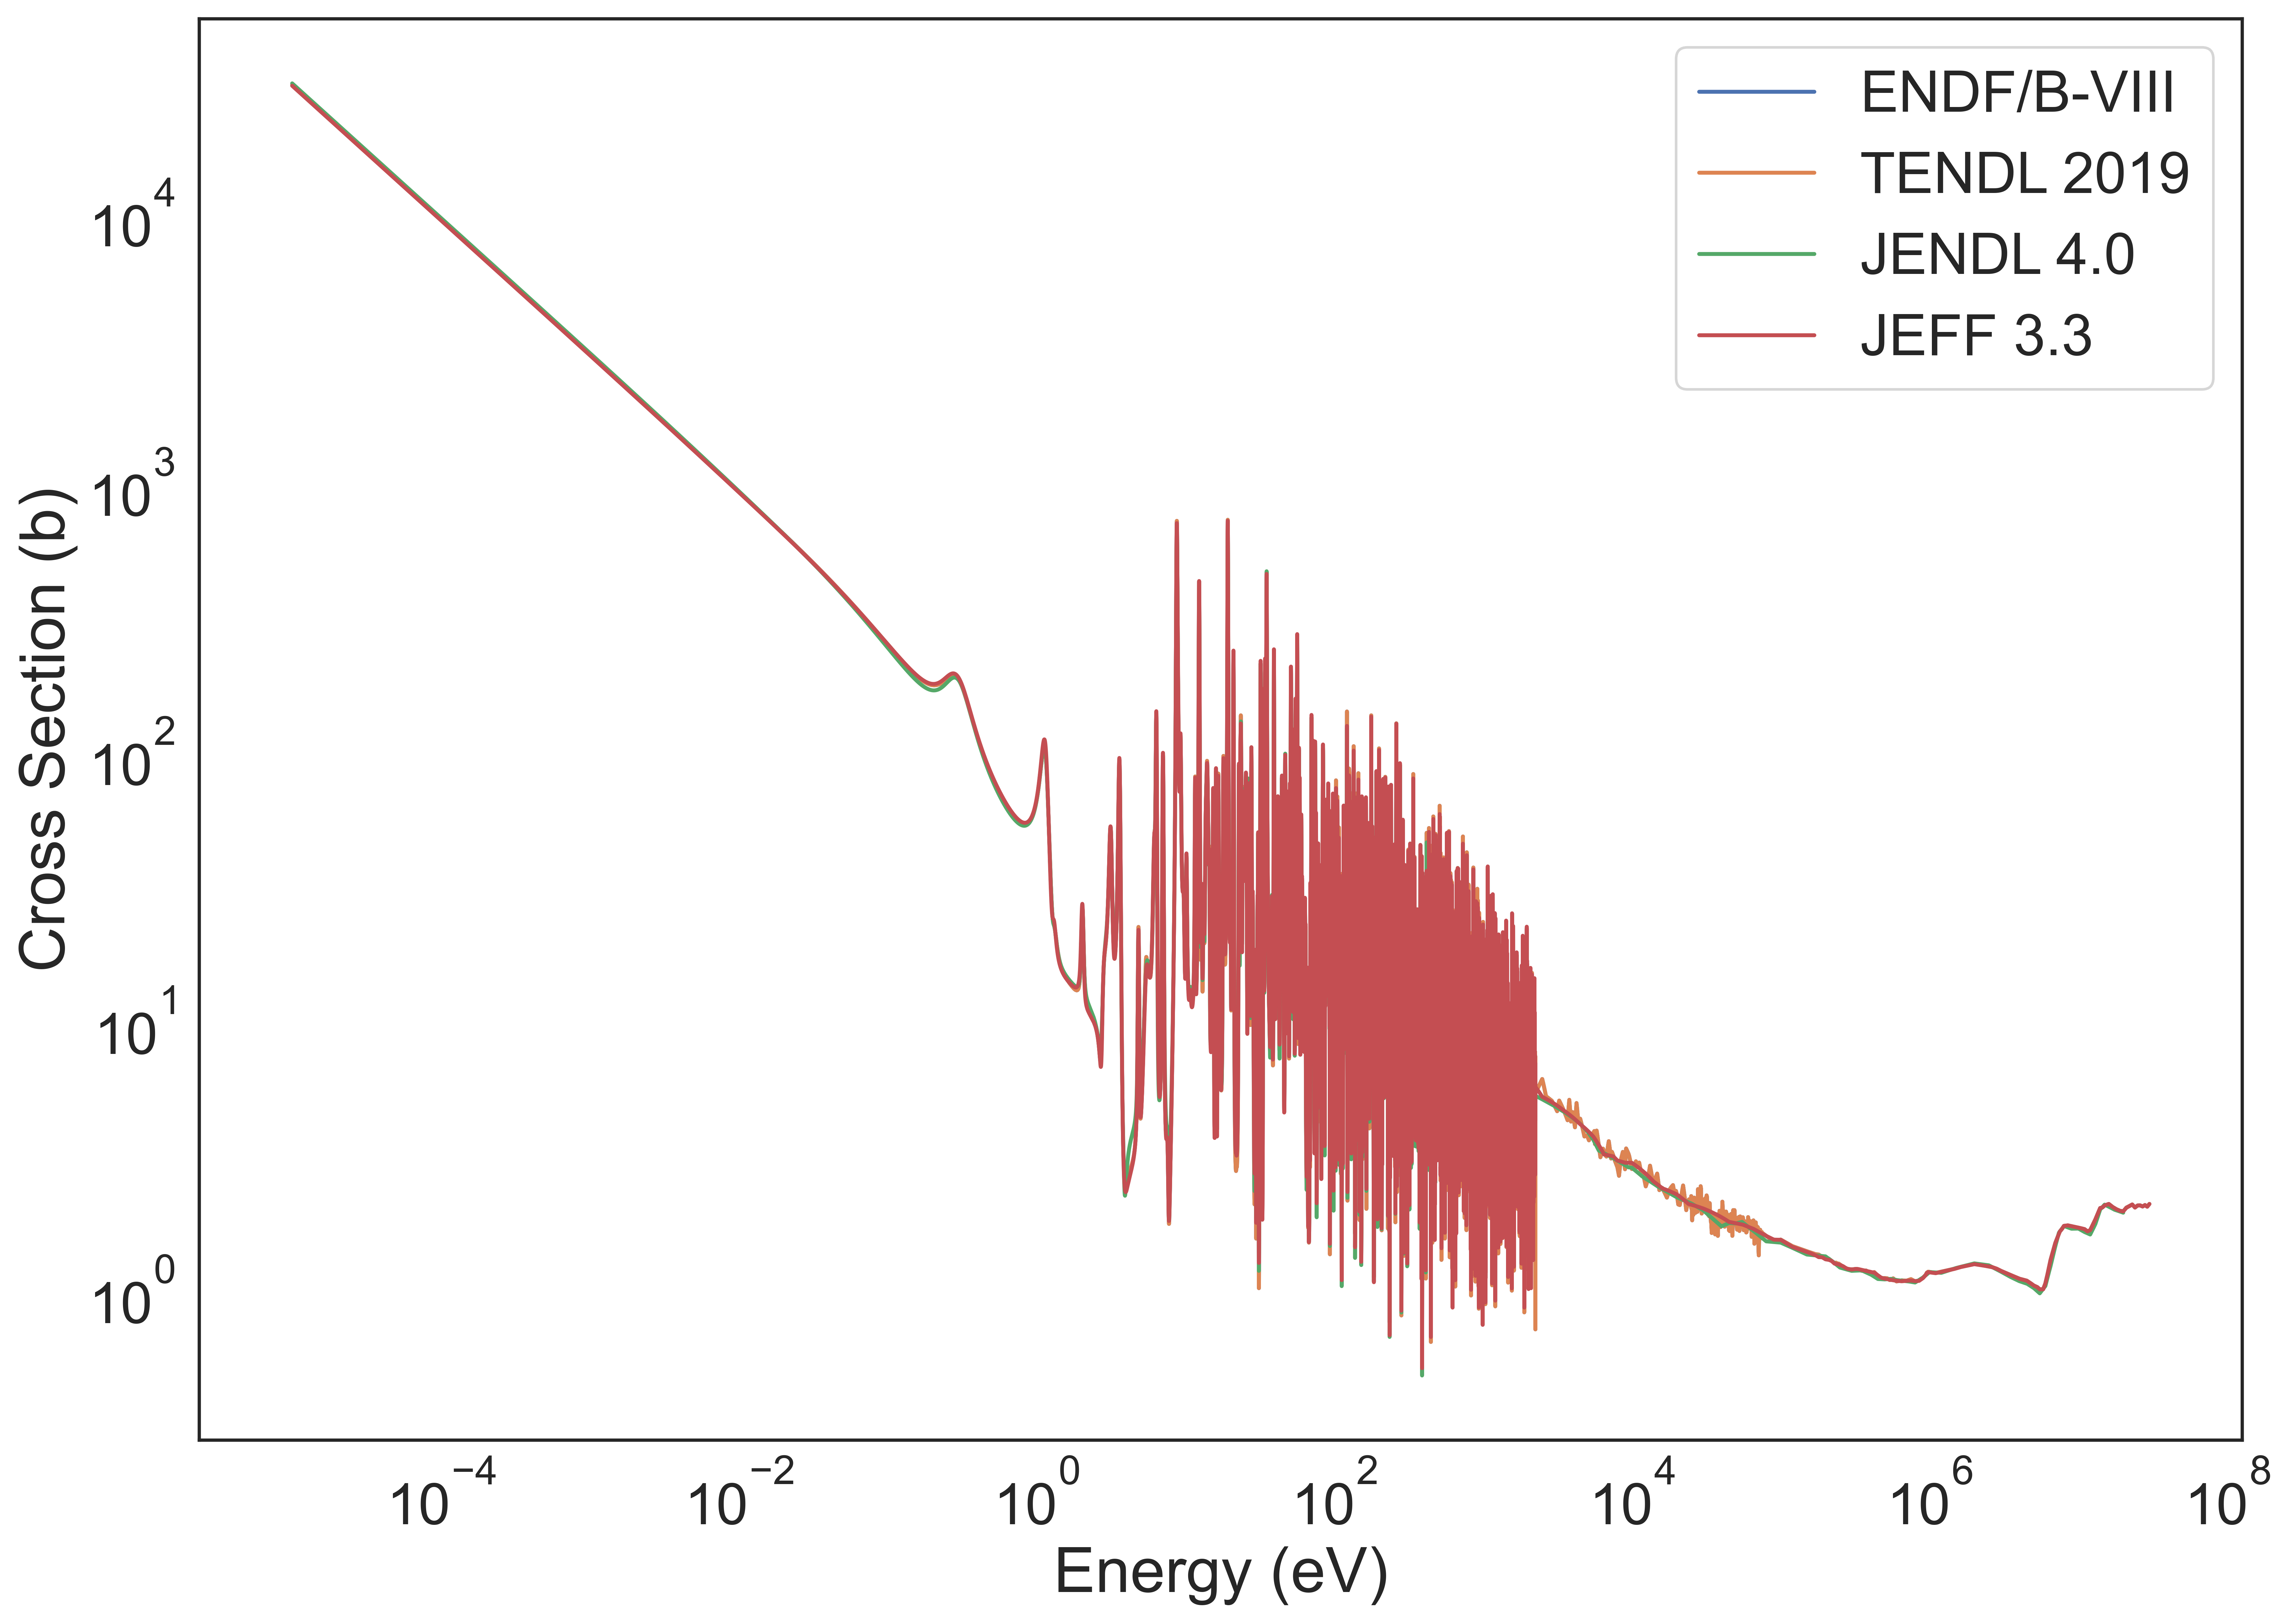 ENDF/B-VIII
TENDL 2019
JENDL 4.0
JEFF 3.3
Cross Section (b)
10^4
10^3
10^2
10^1
10^0
10^−4
10^−2
10^0
10^2
10^4
10^6
10^8
Energy (eV)